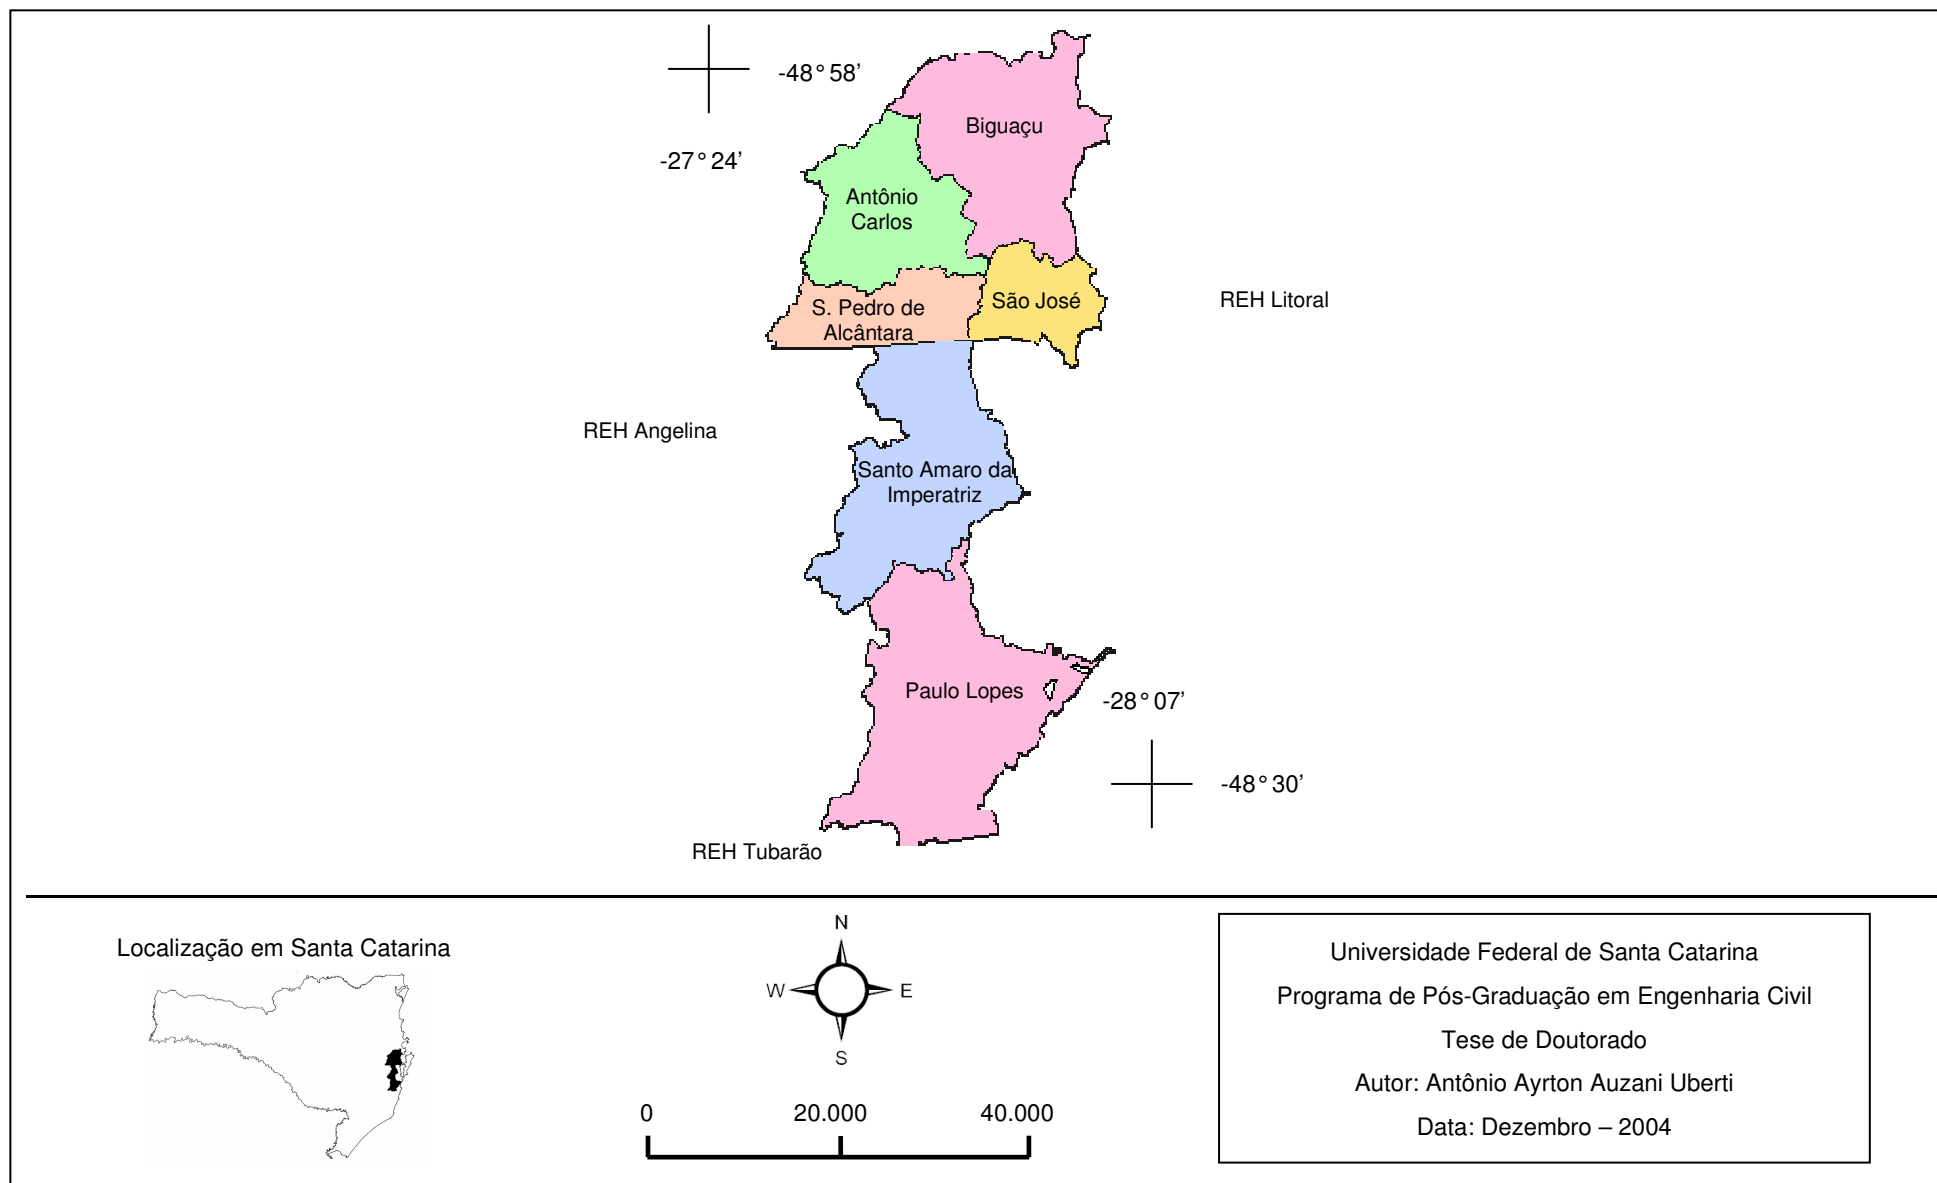 -48° 58’
Biguaçu
-27° 24’
Antônio
Carlos
São José
REH Litoral
S. Pedro de
Alcântara
REH Angelina
Santo Amaro da
Imperatriz
Paulo Lopes
-28° 07’
-48° 30’
REH Tubarão
Localização em Santa Catarina
N
W
E
S
0
20.000
40.000
Universidade Federal de Santa Catarina
Programa de Pós-Graduação em Engenharia Civil
Tese de Doutorado
Autor: Antônio Ayrton Auzani Uberti
Data: Dezembro – 2004